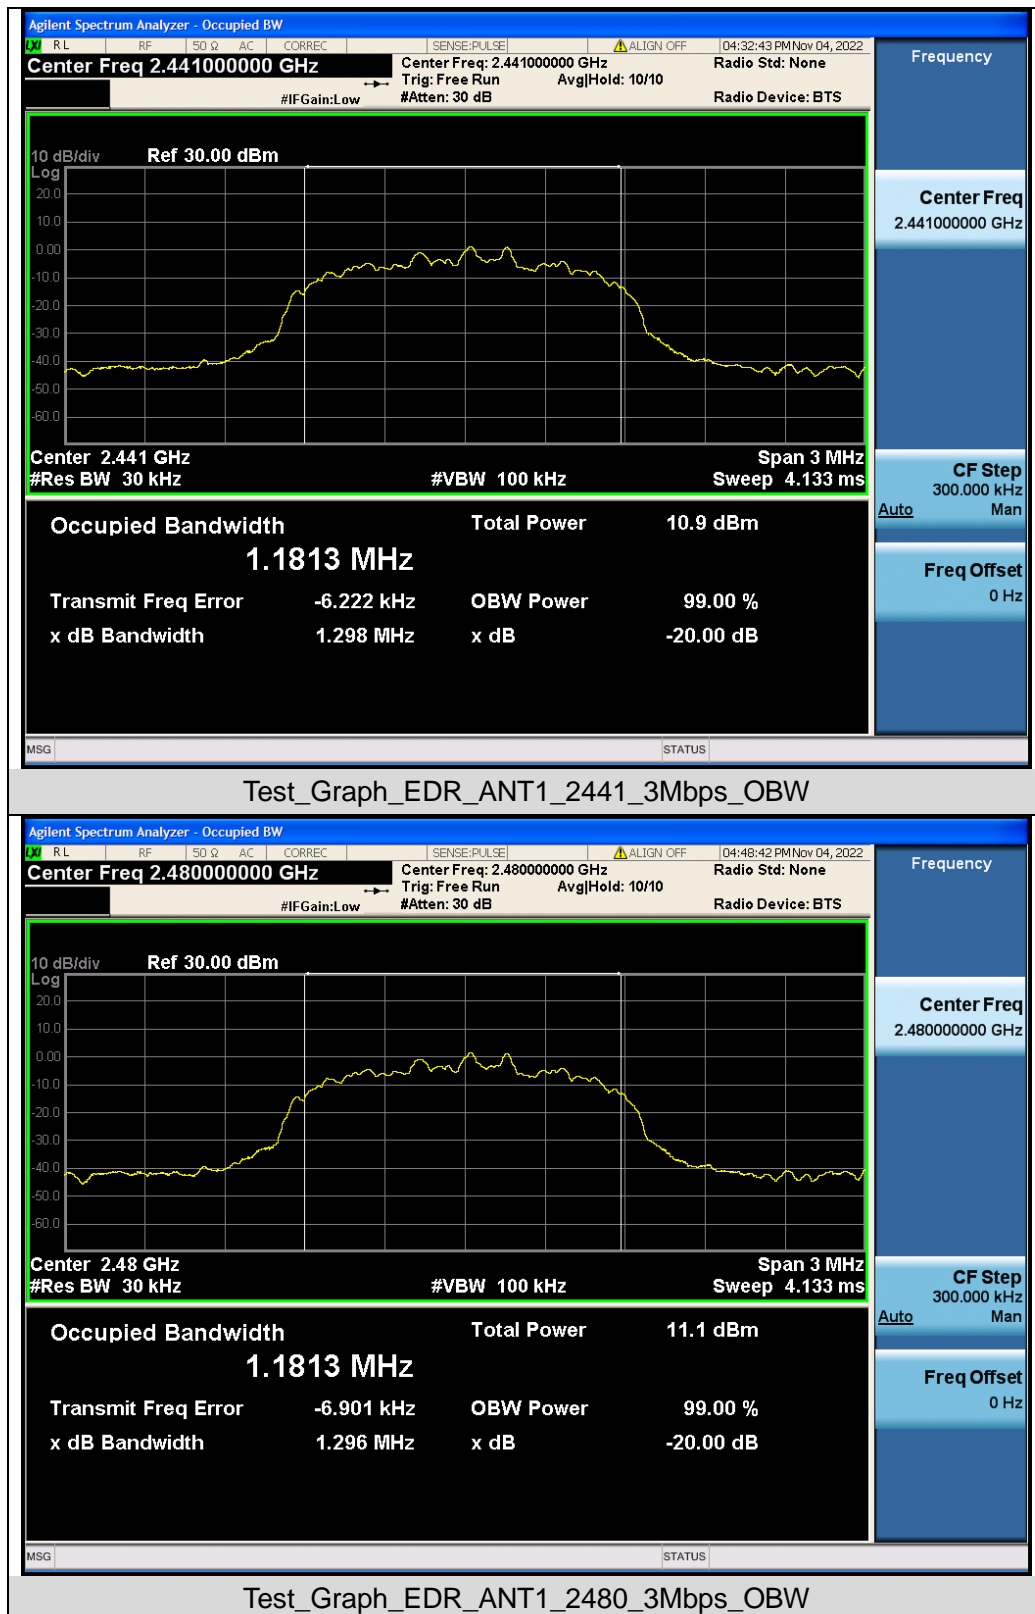 Agilent Spectrum Analyzer - Occupied BW
LXI RL RF 50 Ω AC CORREC SENSE:PULSE ALIGN OFF 04:32:43 PM Nov 04, 2022
Center Freq 2.441000000 GHz Center Freq: 2.441000000 GHz Radio Std: None
Trig: Free Run Avg|Hold: 10/10
#IFGain:Low #Atten: 30 dB Radio Device: BTS
Frequency
10 dB/div Ref 30.00 dBm
Log
20.0
10.0
0.00
-10.0
-20.0
-30.0
-40.0
-50.0
-60.0
Center 2.441 GHz Span 3 MHz
#Res BW 30 kHz #VBW 100 kHz Sweep 4.133 ms
Center Freq
2.441000000 GHz
CF Step
300.000 kHz
Auto Man
Freq Offset
0 Hz
Occupied Bandwidth Total Power 10.9 dBm
1.1813 MHz
Transmit Freq Error -6.222 kHz OBW Power 99.00 %
x dB Bandwidth 1.298 MHz x dB -20.00 dB
MSG STATUS
Test_Graph_EDR_ANT1_2441_3Mbps_OBW
Agilent Spectrum Analyzer - Occupied BW
LXI RL RF 50 Ω AC CORREC SENSE:PULSE ALIGN OFF 04:48:42 PM Nov 04, 2022
Center Freq 2.480000000 GHz Center Freq: 2.480000000 GHz Radio Std: None
Trig: Free Run Avg|Hold: 10/10
#IFGain:Low #Atten: 30 dB Radio Device: BTS
Frequency
10 dB/div Ref 30.00 dBm
Log
20.0
10.0
0.00
-10.0
-20.0
-30.0
-40.0
-50.0
-60.0
Center 2.48 GHz Span 3 MHz
#Res BW 30 kHz #VBW 100 kHz Sweep 4.133 ms
Center Freq
2.480000000 GHz
CF Step
300.000 kHz
Auto Man
Freq Offset
0 Hz
Occupied Bandwidth Total Power 11.1 dBm
1.1813 MHz
Transmit Freq Error -6.901 kHz OBW Power 99.00 %
x dB Bandwidth 1.296 MHz x dB -20.00 dB
MSG STATUS
Test_Graph_EDR_ANT1_2480_3Mbps_OBW